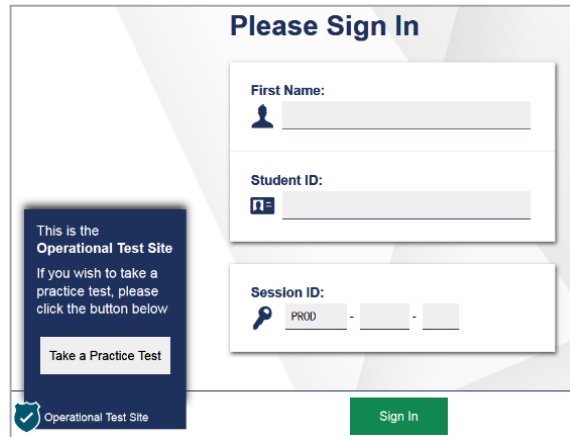 Please Sign In
First Name:
Student ID:
This is the
Operational Test Site
If you wish to take a
practice test, please
click the button below
Take a Practice Test
Session ID:
PROD - -
Operational Test Site
Sign In